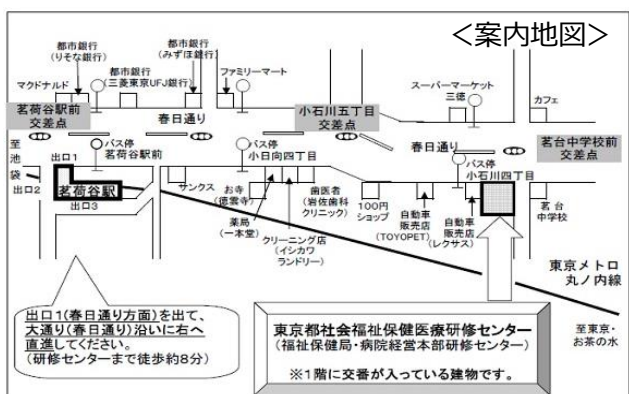 <案内地図>
都市銀行
(りそな銀行)
都市銀行
(みずほ銀行)
マクドナルド
都市銀行
(三菱東京UFJ銀行)
ファミリーマート
スーパーマーケット
三徳
カフェ
茗荷谷駅前
交差点
春日通り
小石川五丁目
交差点
春日通り
茗台中学校前
交差点
至
池
袋
出口1
バス停
茗荷谷駅前
バス停
小日向四丁目
バス停
小石川四丁目
出口2
茗荷谷駅
出口3
サンクス
お寺
(徳雲寺)
薬局
(一本堂)
クリーニング店
(イシカワ
ランドリー)
歯医者
(岩佐歯科
クリニック)
100円
ショップ
自動車
販売店
(TOYOPET)
自動車
販売店
(レクサス)
茗台
中学校
東京メトロ
丸ノ内線
出口1(春日通り方面)を出て、
大通り(春日通り)沿いに右へ
直進してください。
(研修センターまで徒歩約8分)
東京都社会福祉保健医療研修センター
(福祉保健局・病院経営本部研修センター)
※1階に交番が入っている建物です。
至東京・
お茶の水